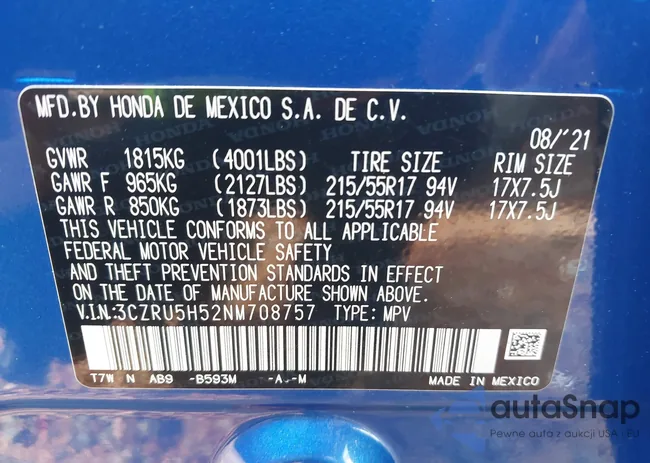 MFD.BY HONDA DE MEXICO S.A. DE C.V.
08/'21
GVWR 1815KG (4001LBS) TIRE SIZE RIM SIZE
GAWR F 965KG (2127LBS) 215/55R17 94V 17X7.5J
GAWR R 850KG (1873LBS) 215/55R17 94V 17X7.5J
THIS VEHICLE CONFORMS TO ALL APPLICABLE
FEDERAL MOTOR VEHICLE SAFETY
AND THEFT PREVENTION STANDARDS IN EFFECT
ON THE DATE OF MANUFACTURE SHOWN ABOVE.
V.I.N:3CZRU5H52NM708757 TYPE: MPV
T7W N AB9 -B593M -A -M MADE IN MEXICO
autoSnap
Pewne auta z aukcji USA - EU